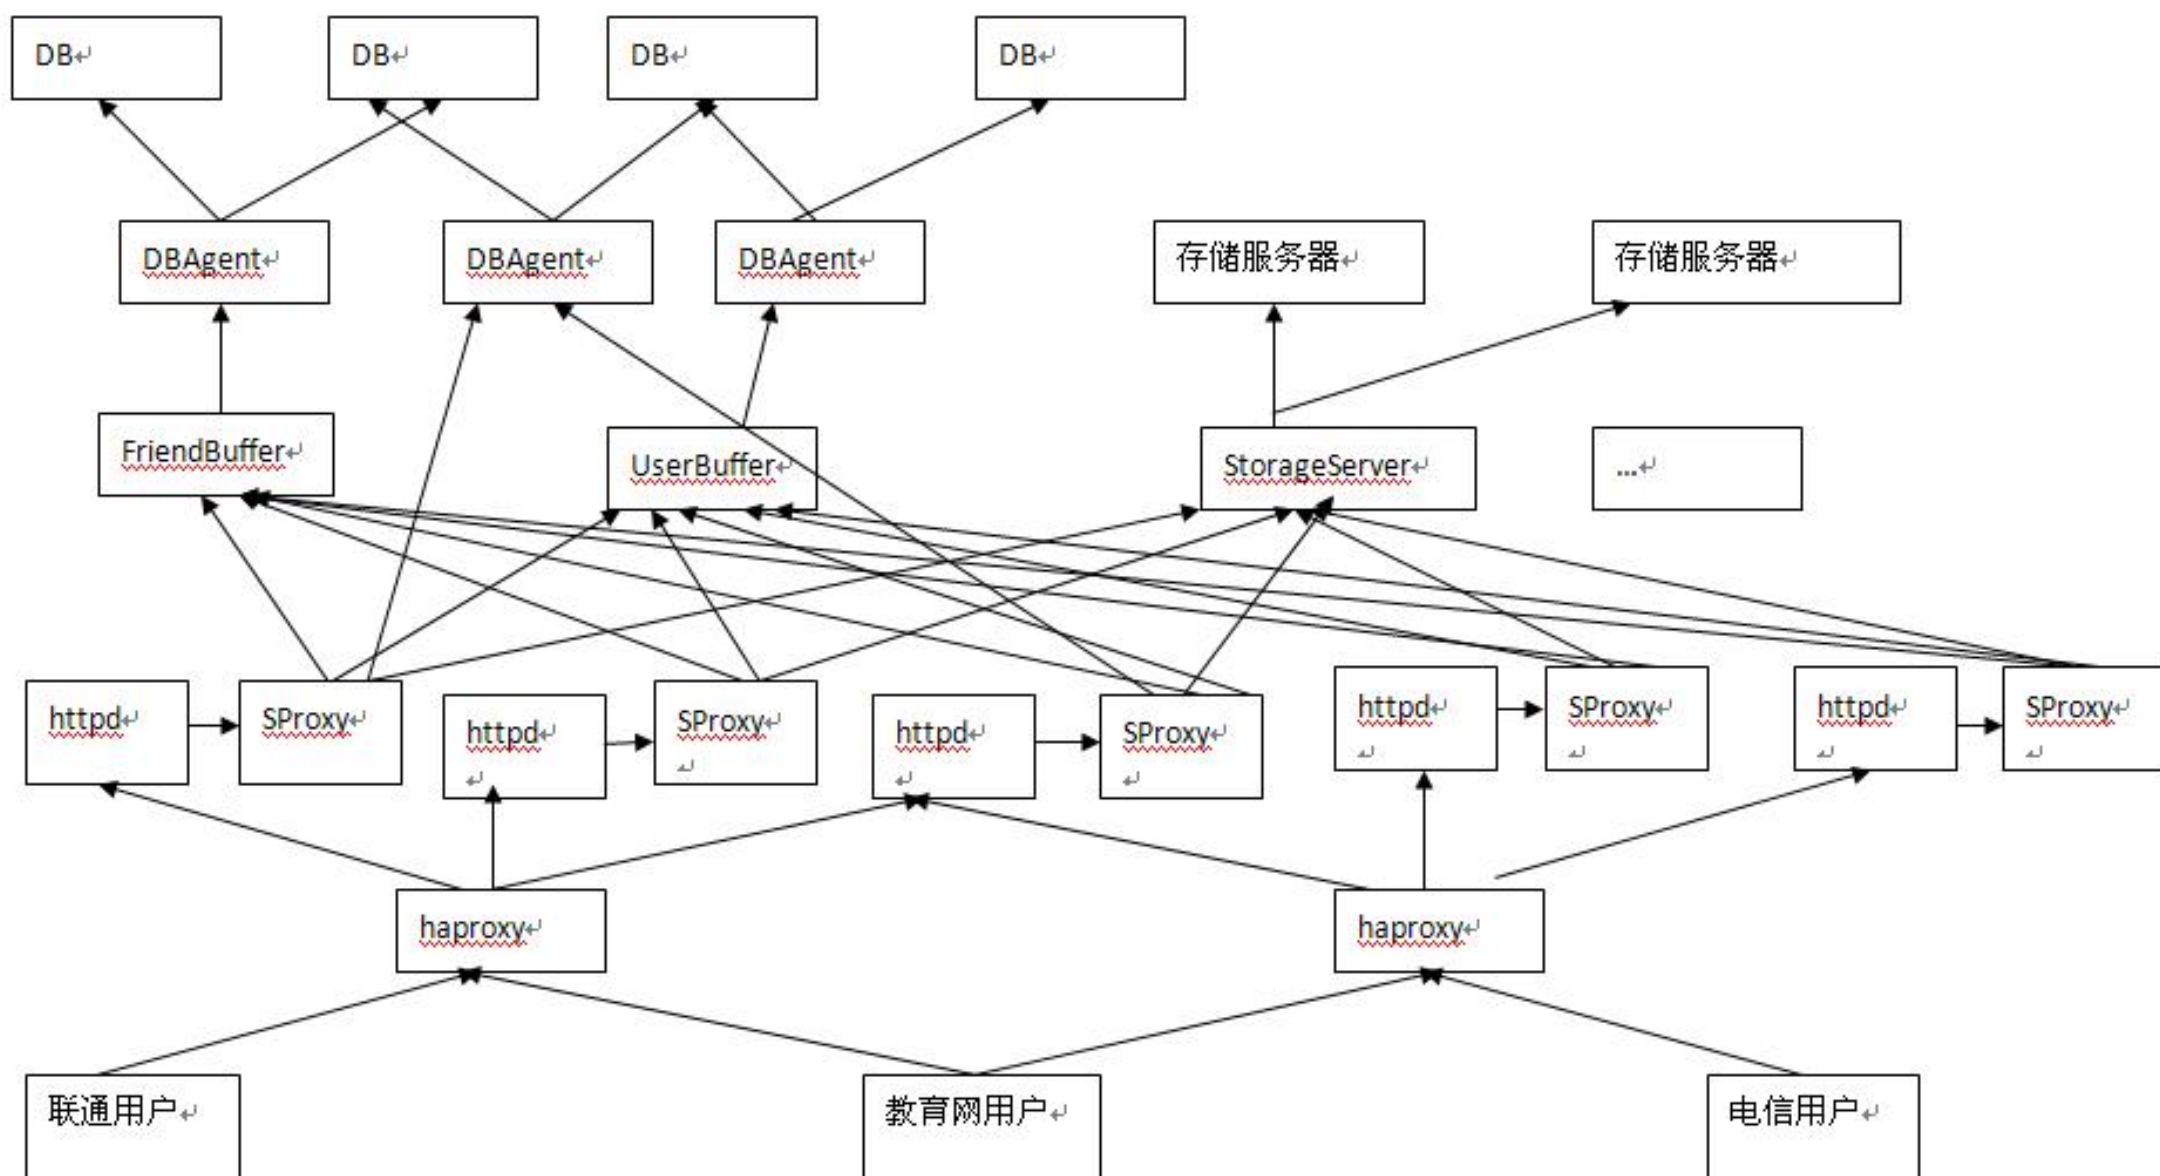 DB
DB
DB
DB
DBAgent
DBAgent
DBAgent
存储服务器
存储服务器
FriendBuffer
UserBuffer
StorageServer
...
httpd
SProxy
httpd
SProxy
httpd
SProxy
httpd
SProxy
httpd
SProxy
haproxy
haproxy
联通用户
教育网用户
电信用户